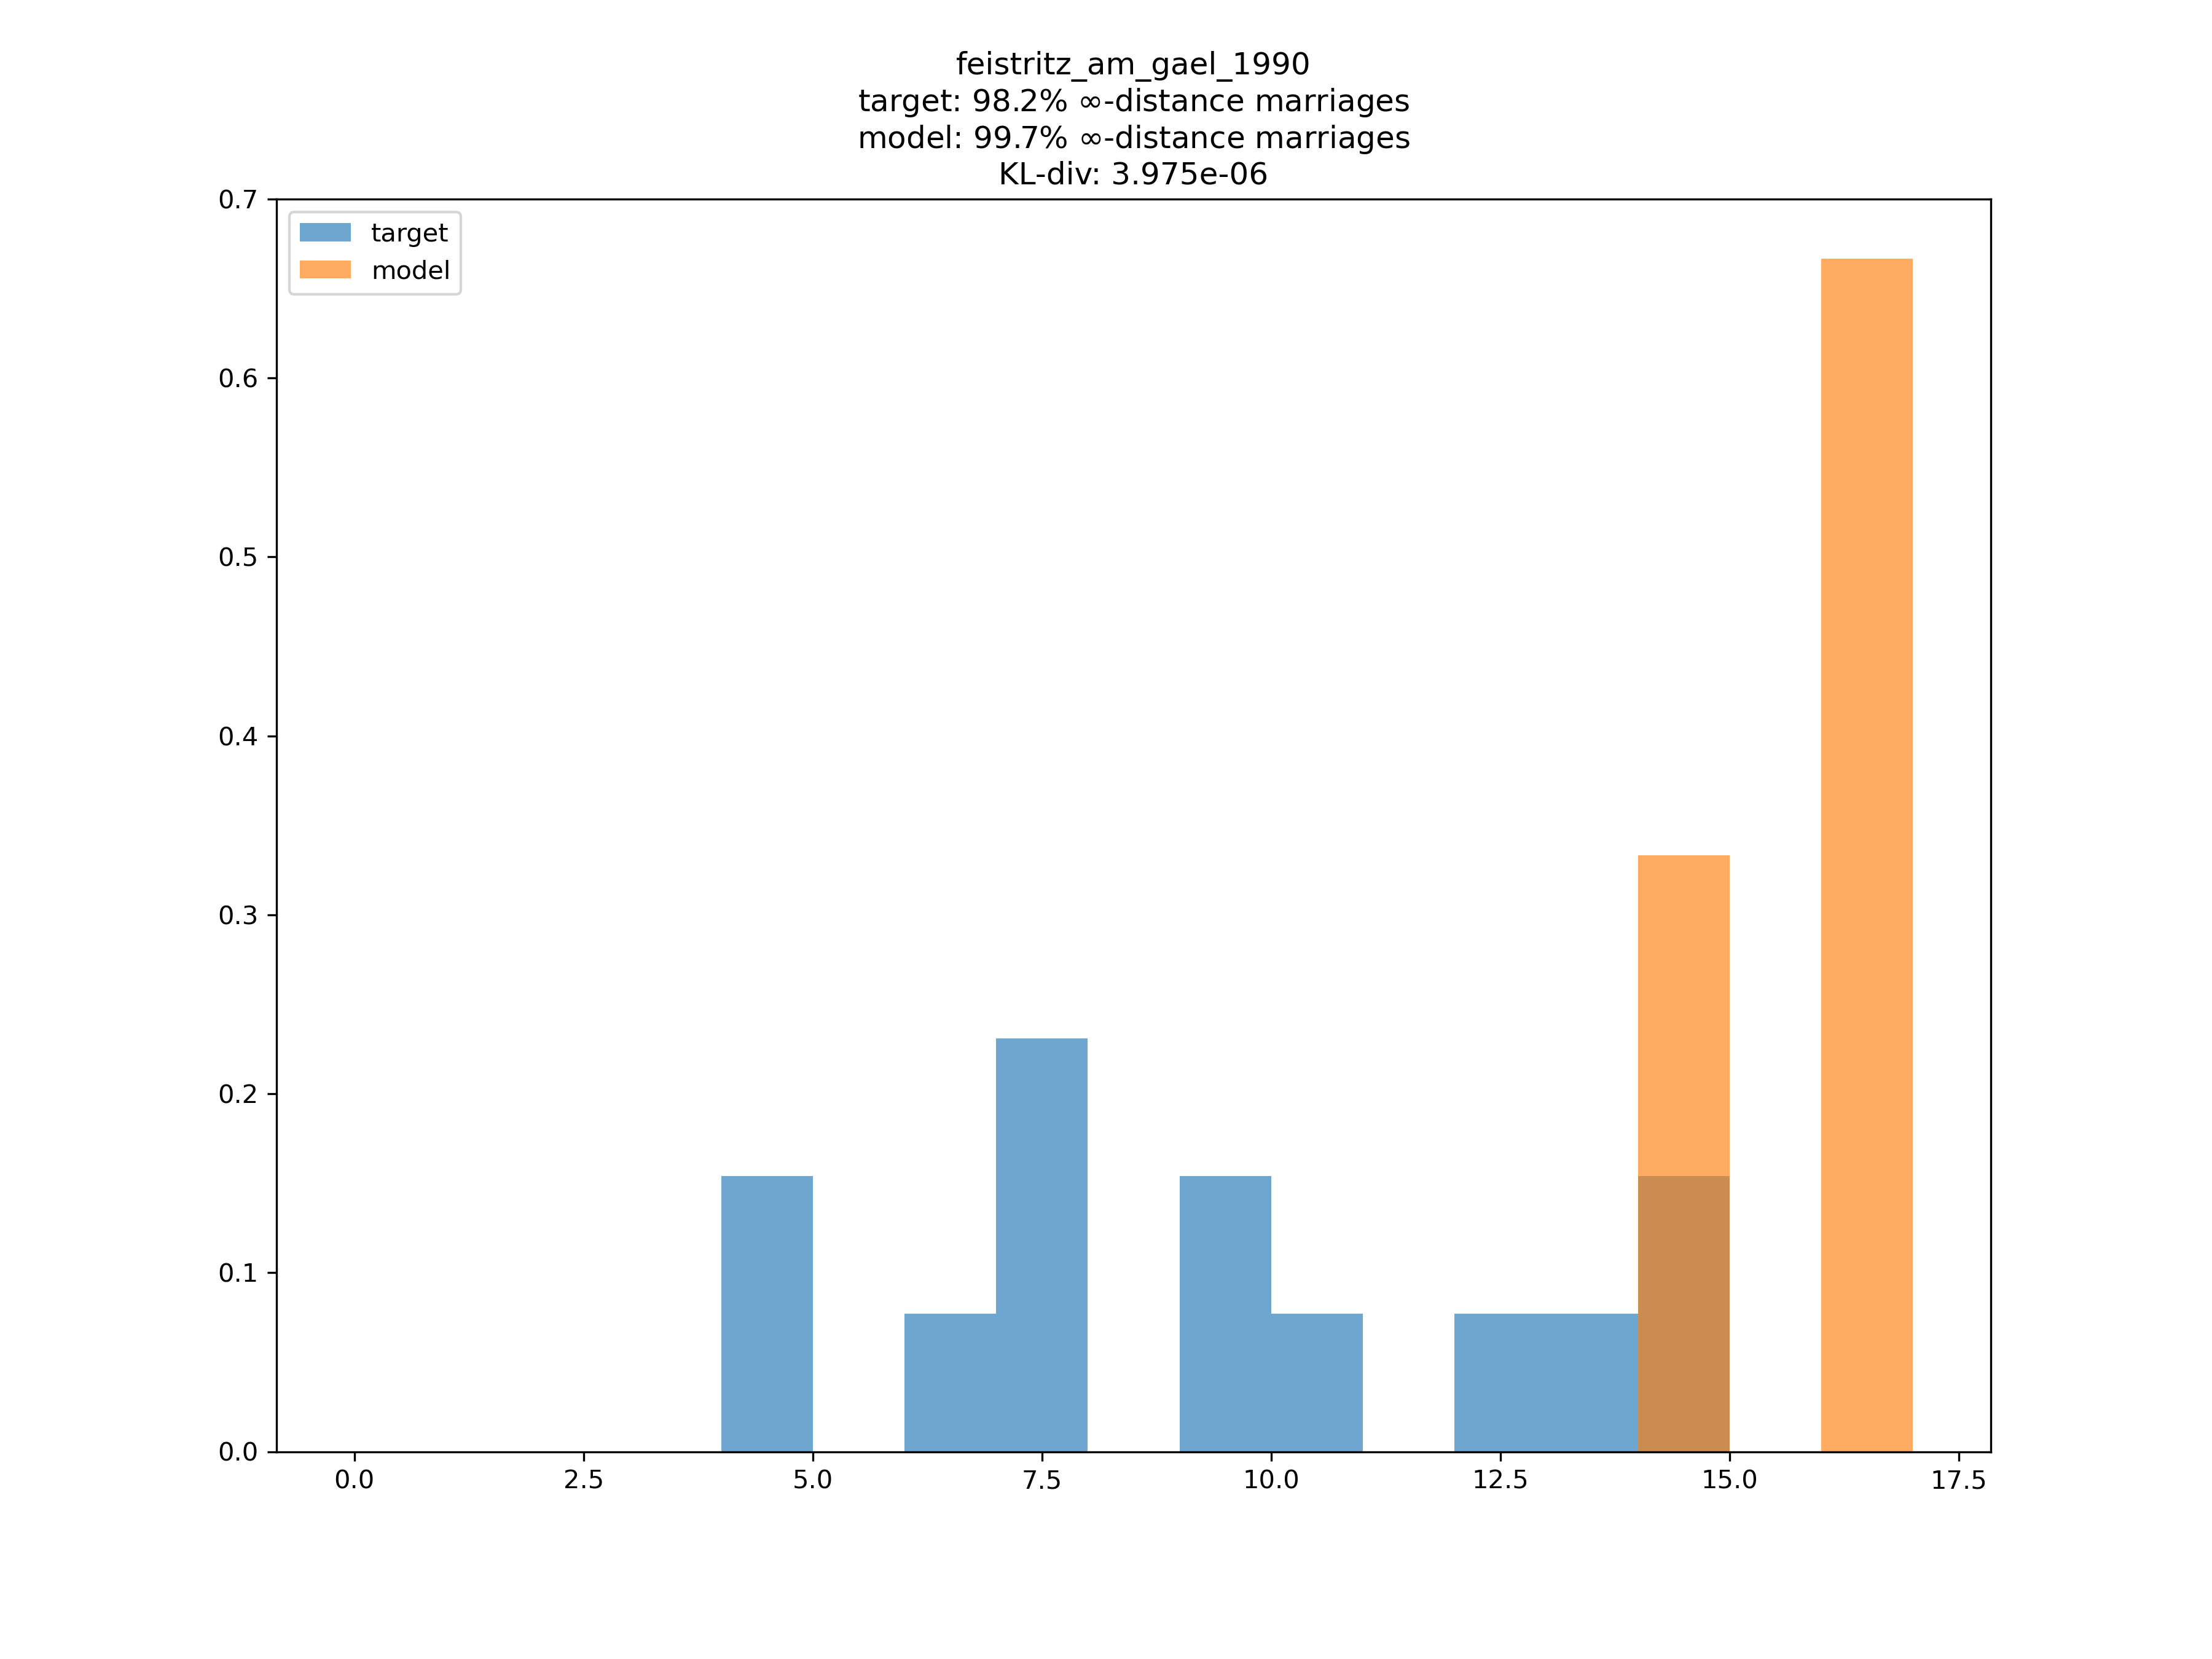 feistritz_am_gael_1990
target: 98.2% ∞-distance marriages
model: 99.7% ∞-distance marriages
KL-div: 3.975e-06
target
model
0.7
0.6
0.5
0.4
0.3
0.2
0.1
0.0
0.0 2.5 5.0 7.5 10.0 12.5 15.0 17.5